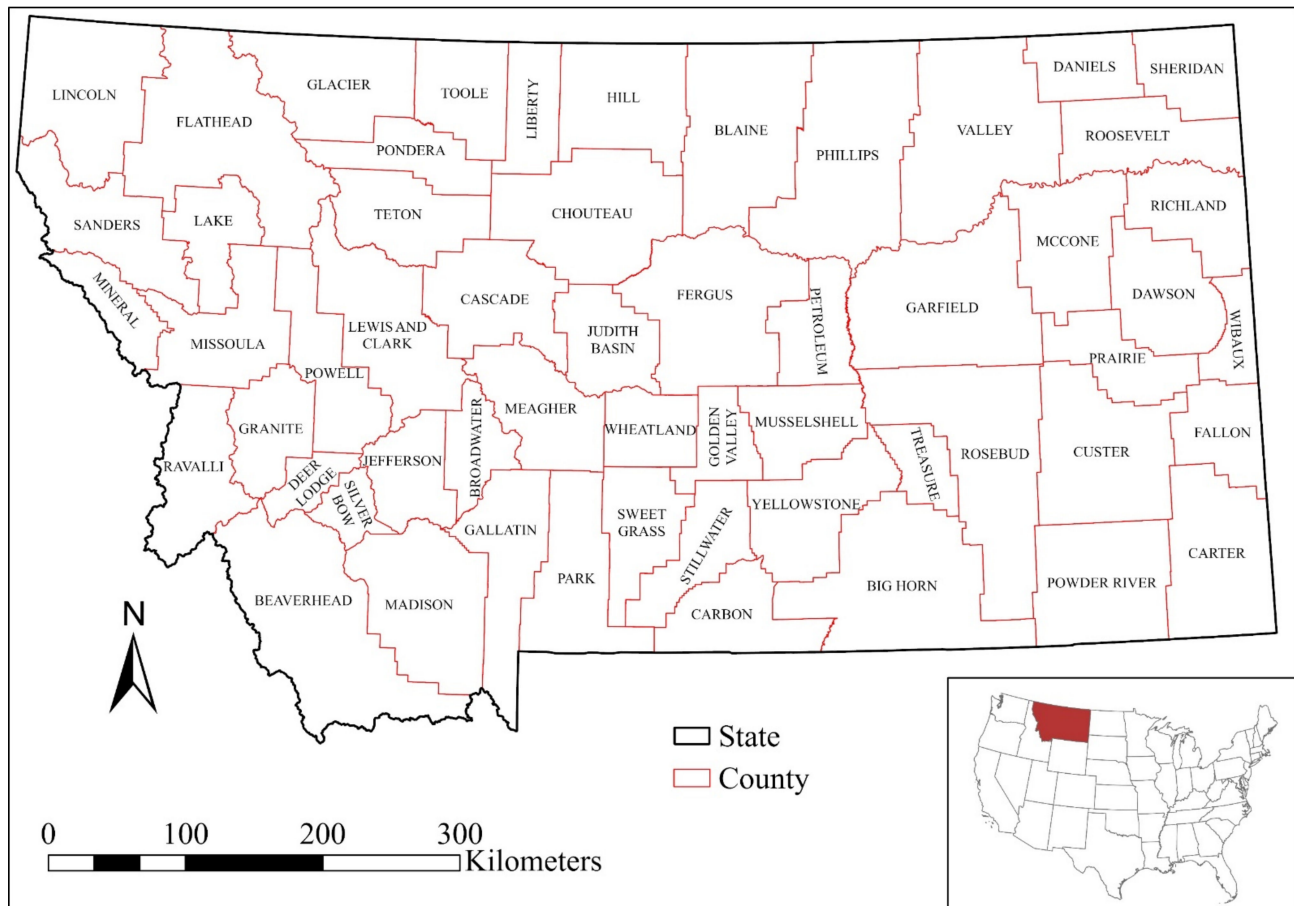 LINCOLN
FLATHEAD
GLACIER
TOOLE
LIBERTY
HILL
BLAINE
PHILLIPS
VALLEY
DANIELS
SHERIDAN
ROOSEVELT
PONDERA
SANDERS
LAKE
TETON
CHOUTEAU
RICHLAND
MCCONE
MINERAL
MISSOULA
LEWIS AND
CLARK
CASCADE
JUDITH
BASIN
FERGUS
PETROLEUM
GARFIELD
DAWSON
WIBAUX
PRAIRIE
POWELL
RAVALLI
GRANITE
DEER
LODGE
SILVER
BOW
JEFFERSON
BROADWATER
MEAGHER
WHEATLAND
GOLDEN
VALLEY
MUSSELSHELL
TREASURE
ROSEBUD
CUSTER
FALLON
BEAVERHEAD
MADISON
GALLATIN
PARK
SWEET
GRASS
STILLWATER
YELLOWSTONE
CARBON
BIG HORN
POWDER RIVER
CARTER
N
State
County
0 100 200 300
Kilometers